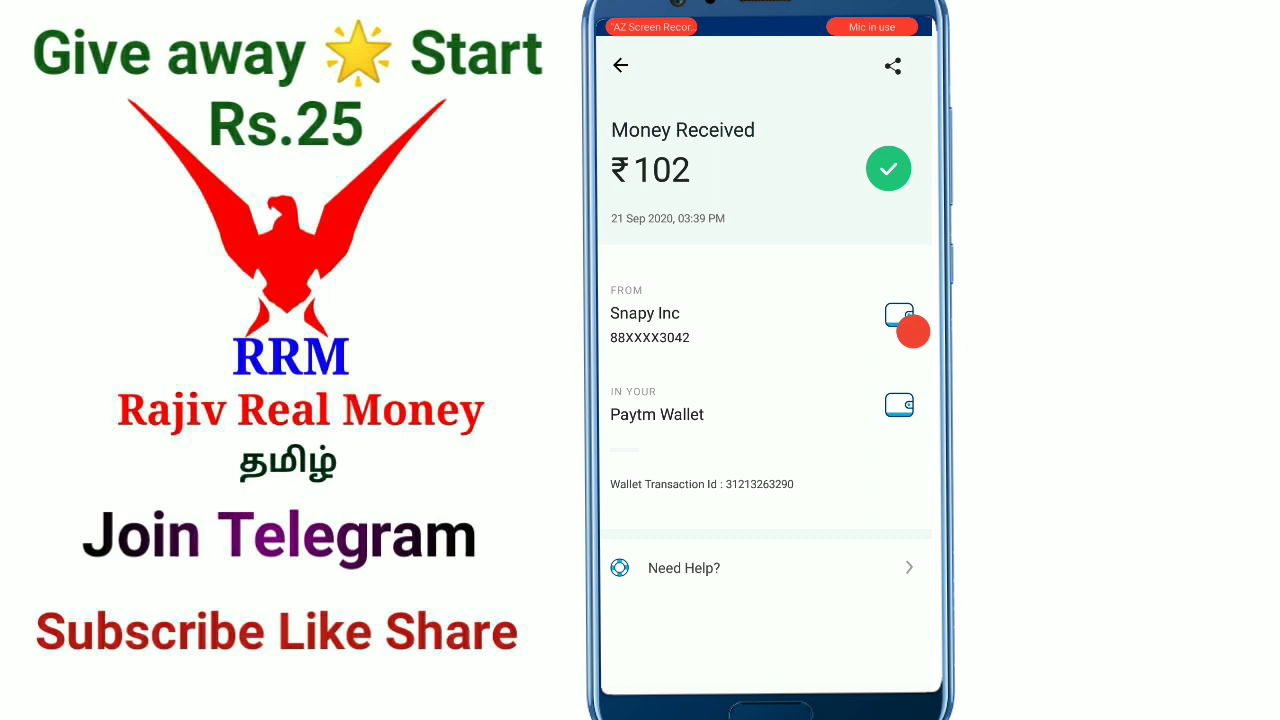 Give away 🌟 Start
Rs.25
RRM
Rajiv Real Money
தமிழ்
Join Telegram
Subscribe Like Share
"AZ Screen Recor..
Mic in use
Money Received
₹102
21 Sep 2020, 03:39 PM
FROM
Snapy Inc
88XXXX3042
IN YOUR
Paytm Wallet
Wallet Transaction Id : 31213263290
Need Help?